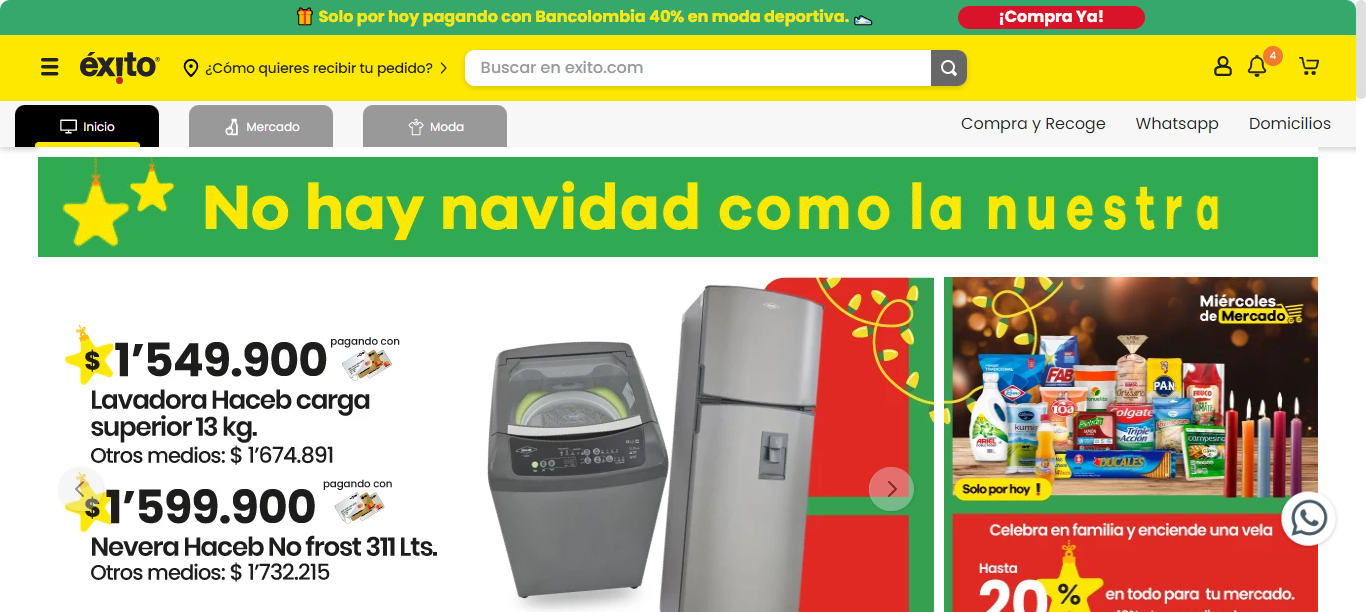 Solo por hoy pagando con Bancolombia 40% en moda deportiva.
¡Compra Ya!
éxito
¿Cómo quieres recibir tu pedido?
Buscar en exito.com
4
Inicio
Mercado
Moda
Compra y Recoge
Whatsapp
Domicilios
No hay navidad como la nuestra
$ 1'549.900
pagando con
Lavadora Haceb carga
superior 13 kg.
Otros medios: $ 1'674.891
$ 1'599.900
pagando con
Nevera Haceb No frost 311 Lts.
Otros medios: $ 1'732.215
Miércoles
de Mercado
FAB
PAN
FRUCO
10a
Colgate
Triple
Acción
ARIEL
campesino
DUCALES
Solo por hoy !
Celebra en familia y enciende una vela
Hasta
20%
en todo para tu mercado.